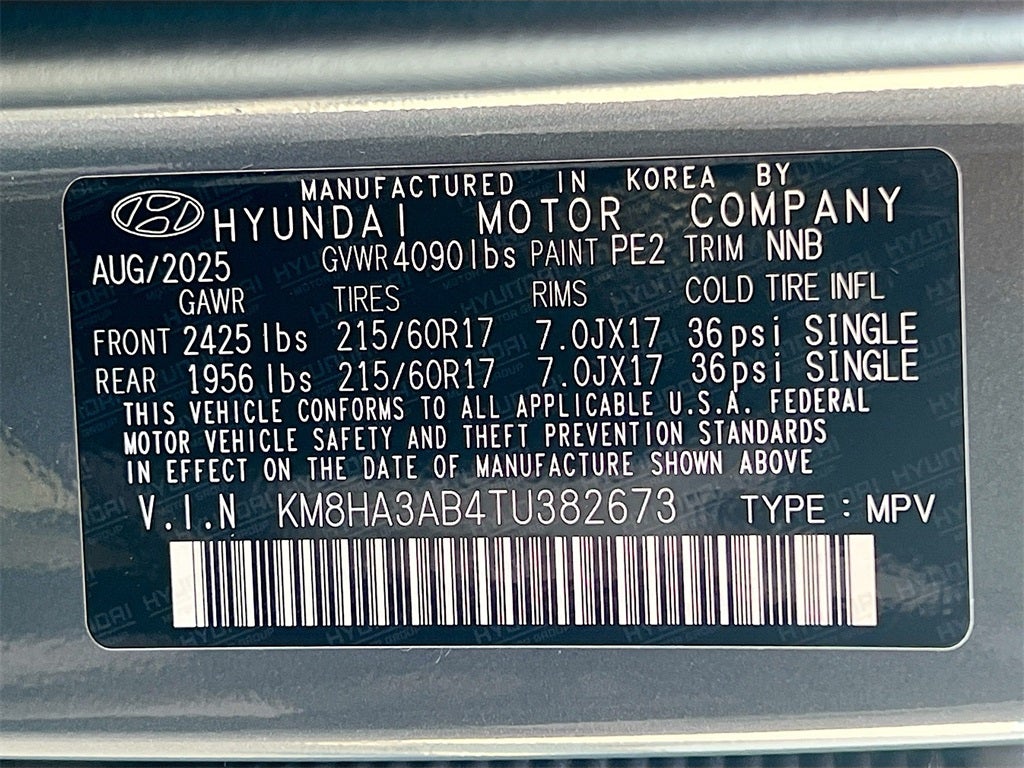 MANUFACTURED IN KOREA BY
HYUNDAI MOTOR COMPANY
AUG/2025 GVWR 4090lbs PAINT PE2 TRIM NNB
GAWR TIRES RIMS COLD TIRE INFL
FRONT 2425 lbs 215/60R17 7.0JX17 36psi SINGLE
REAR 1956 lbs 215/60R17 7.0JX17 36psi SINGLE
THIS VEHICLE CONFORMS TO ALL APPLICABLE U.S.A. FEDERAL
MOTOR VEHICLE SAFETY AND THEFT PREVENTION STANDARDS
IN EFFECT ON THE DATE OF MANUFACTURE SHOWN ABOVE
V.I.N KM8HA3AB4TU382673 TYPE : MPV